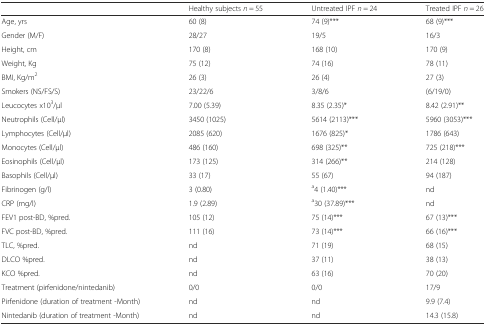 Healthy subjects n = 55 Untreated IPF n = 24 Treated IPF n = 26
Age, yrs 60 (8) 74 (9)*** 68 (9)***
Gender (M/F) 28/27 19/5 16/3
Height, cm 170 (8) 168 (10) 170 (9)
Weight, Kg 75 (12) 74 (16) 78 (11)
BMI, Kg/m² 26 (3) 26 (4) 27 (3)
Smokers (NS/FS/S) 23/22/6 3/8/6 (6/19/0)
Leucocytes x10³/μl 7.00 (5.39) 8.35 (2.35)* 8.42 (2.91)**
Neutrophils (Cell/μl) 3450 (1025) 5614 (2113)*** 5960 (3053)***
Lymphocytes (Cell/μl) 2085 (620) 1676 (825)* 1786 (643)
Monocytes (Cell/μl) 486 (160) 698 (325)** 725 (218)***
Eosinophils (Cell/μl) 173 (125) 314 (266)** 214 (128)
Basophils (Cell/μl) 33 (17) 55 (67) 94 (187)
Fibrinogen (g/l) 3 (0.80) ᵃ4 (1.40)*** nd
CRP (mg/l) 1.9 (2.89) ᵃ30 (37.89)*** nd
FEV1 post-BD, %pred. 105 (12) 75 (14)*** 67 (13)***
FVC post-BD, %pred. 111 (16) 73 (14)*** 66 (16)***
TLC, %pred. nd 71 (19) 68 (15)
DLCO %pred. nd 37 (11) 38 (13)
KCO %pred. nd 63 (16) 70 (20)
Treatment (pirfenidone/nintedanib) 0/0 0/0 17/9
Pirfenidone (duration of treatment -Month) nd nd 9.9 (7.4)
Nintedanib (duration of treatment -Month) nd nd 14.3 (15.8)